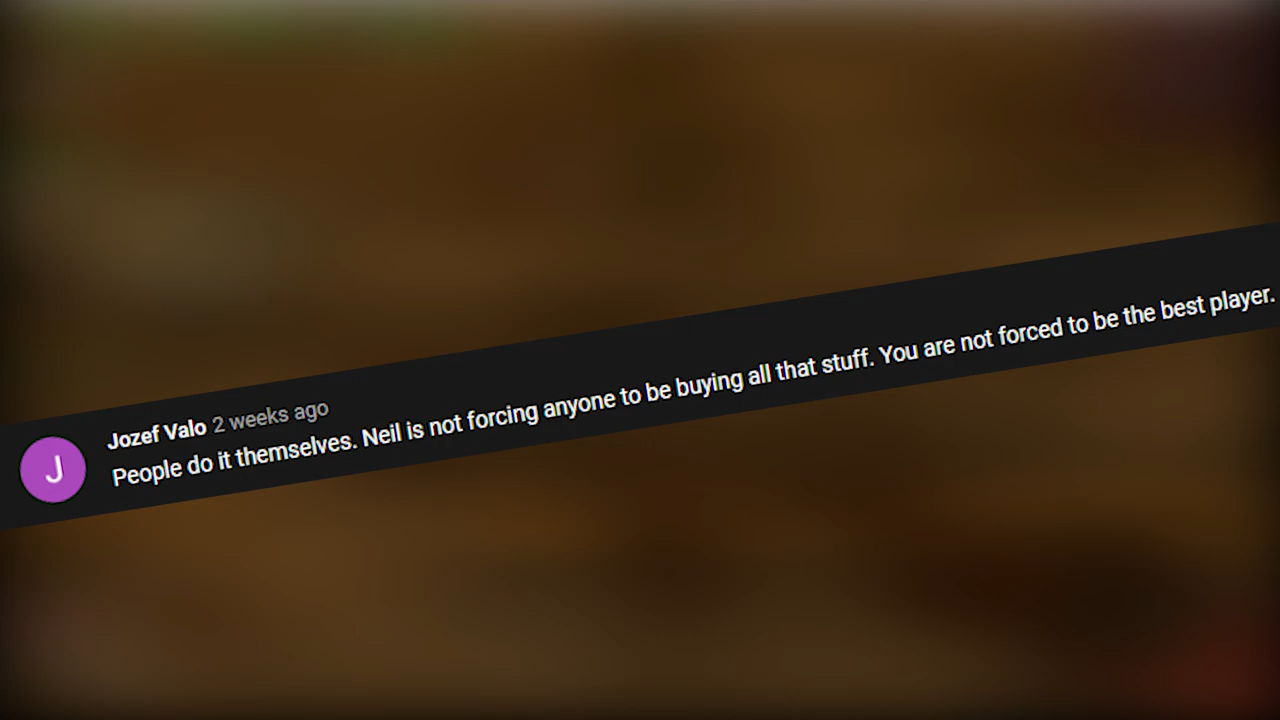 Jozef Valo 2 weeks ago
J
People do it themselves. Neil is not forcing anyone to be buying all that stuff. You are not forced to be the best player.